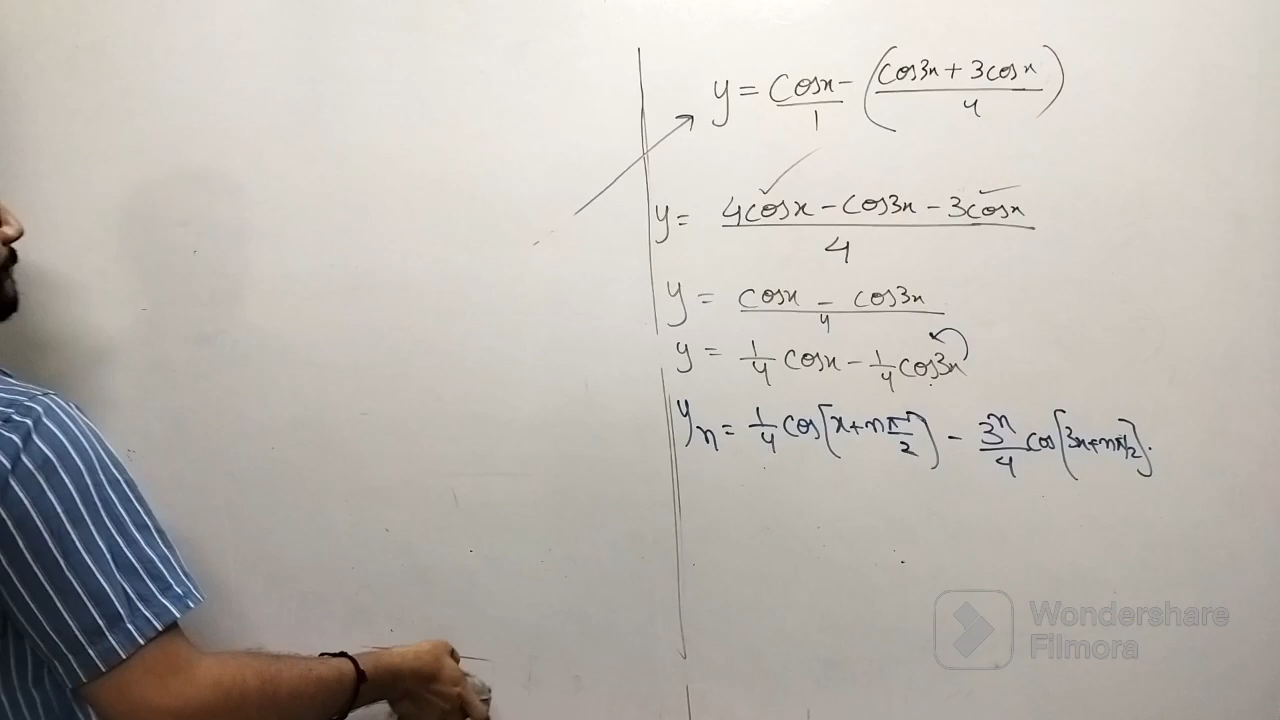 y = cosx/1 - (cos3x + 3cosx/4)
y = 4cosx - cos3x - 3cosx/4
y = cosx - cos3x/4
y = 1/4 cosx - 1/4 cos3x
yₙ = 1/4 cos[x+nπ/2] - 3ⁿ/4 cos[3x+nπ/2].
Wondershare
Filmora